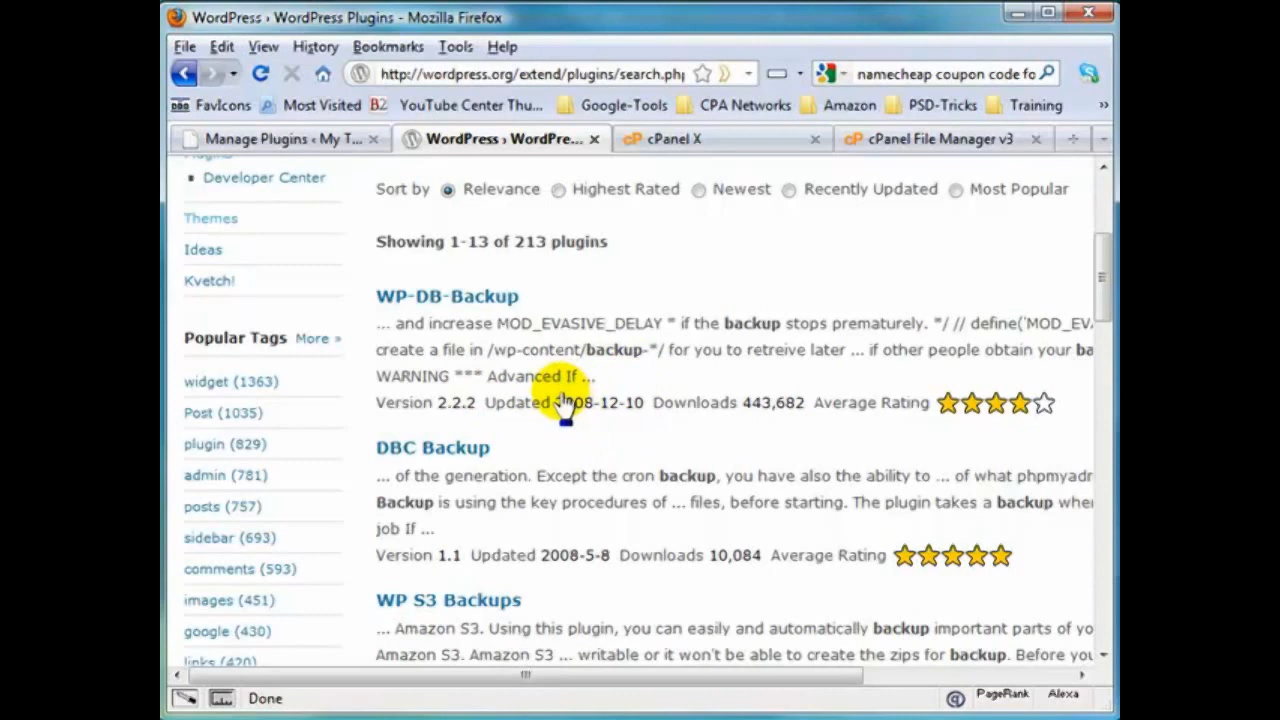 WordPress › WordPress Plugins - Mozilla Firefox
File Edit View History Bookmarks Tools Help
http://wordpress.org/extend/plugins/search.php namecheap coupon code fo
FavIcons Most Visited B2 YouTube Center Thu... Google-Tools CPA Networks Amazon PSD-Tricks Training »
Manage Plugins ‹ My T... WordPress › WordPre... cPanel X cPanel File Manager v3
Plugins
Developer Center
Themes
Ideas
Kvetch!
Popular Tags More »
widget (1363)
Post (1035)
plugin (829)
admin (781)
posts (757)
sidebar (693)
comments (593)
images (451)
google (430)
links (420)
Sort by Relevance Highest Rated Newest Recently Updated Most Popular
Showing 1-13 of 213 plugins
WP-DB-Backup
... and increase MOD_EVASIVE_DELAY * if the backup stops prematurely. */ // define('MOD_EV
create a file in /wp-content/backup-*/ for you to retreive later ... if other people obtain your ba
WARNING *** Advanced If ...
Version 2.2.2 Updated 2008-12-10 Downloads 443,682 Average Rating
DBC Backup
... of the generation. Except the cron backup, you have also the ability to ... of what phpmyadr
Backup is using the key procedures of ... files, before starting. The plugin takes a backup whe
job If ...
Version 1.1 Updated 2008-5-8 Downloads 10,084 Average Rating
WP S3 Backups
... Amazon S3. Using this plugin, you can easily and automatically backup important parts of yo
Amazon S3. Amazon S3 ... writable or it won't be able to create the zips for backup. Before you
Done PageRank Alexa